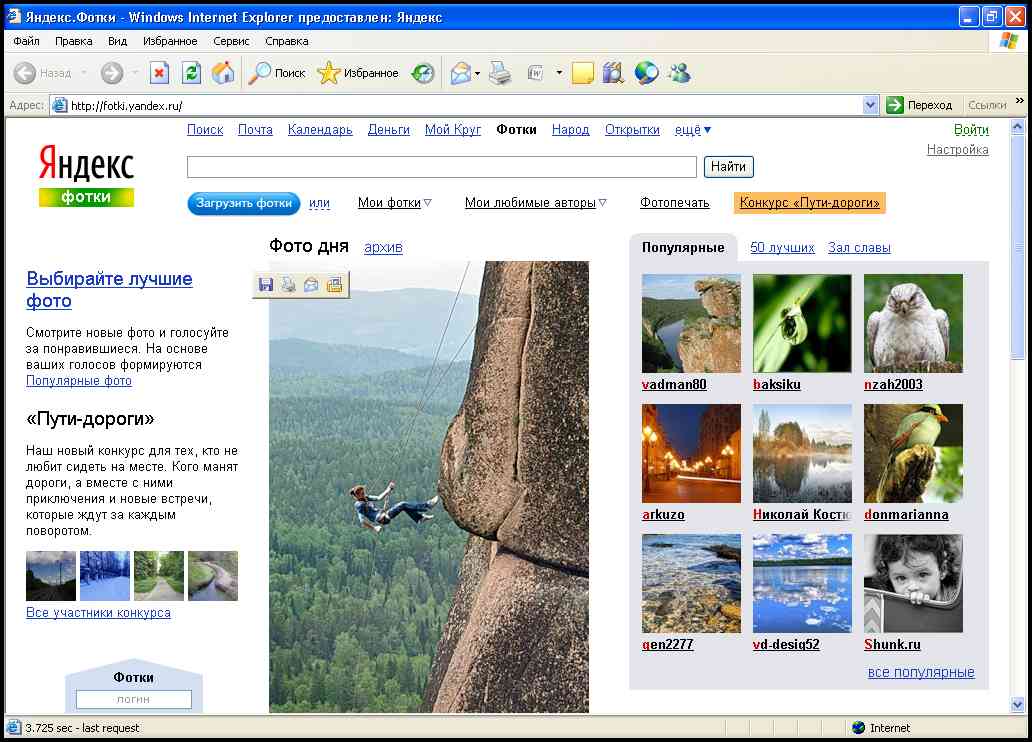 Яндекс.Фотки - Windows Internet Explorer предоставлен: Яндекс
Файл Правка Вид Избранное Сервис Справка
Назад Поиск Избранное
Адрес: http://fotki.yandex.ru/ Переход Ссылки »
Поиск Почта Календарь Деньги Мой Круг Фотки Народ Открытки ещё▼ Войти
Настройка
Яндекс
фотки
Найти
Загрузить фотки или Мои фотки▽ Мои любимые авторы▽ Фотопечать Конкурс «Пути-дороги»
Фото дня архив
Популярные 50 лучших Зал славы
Выбирайте лучшие
фото
Смотрите новые фото и голосуйте
за понравившиеся. На основе
ваших голосов формируются
Популярные фото
«Пути-дороги»
Наш новый конкурс для тех, кто не
любит сидеть на месте. Кого манят
дороги, а вместе с ними
приключения и новые встречи,
которые ждут за каждым
поворотом.
Все участники конкурса
Фотки
логин
vadman80 baksiku nzah2003
arkuzo Николай Костю donmarianna
gen2277 vd-desig52 Shunk.ru
все популярные
3.725 sec - last request Internet